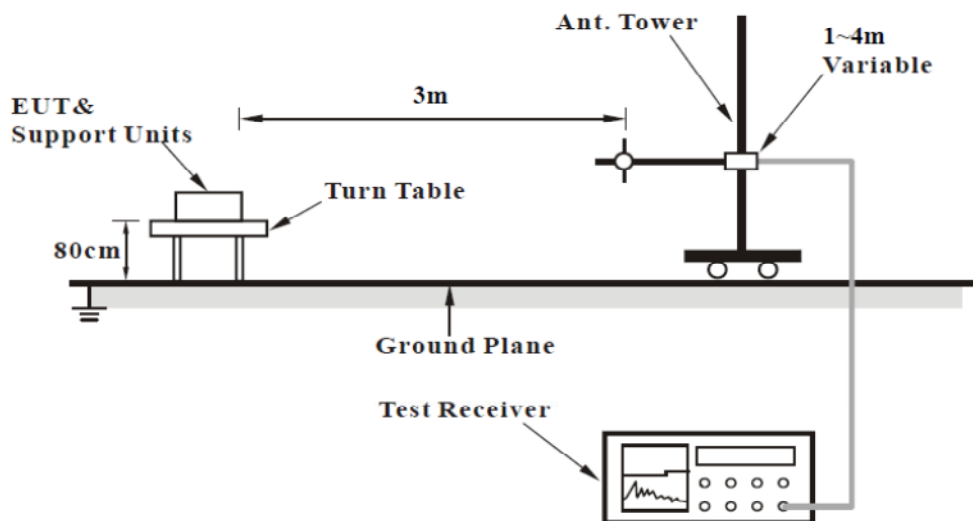 Ant. Tower
1~4m
Variable
3m
EUT&
Support Units
Turn Table
80cm
Ground Plane
Test Receiver